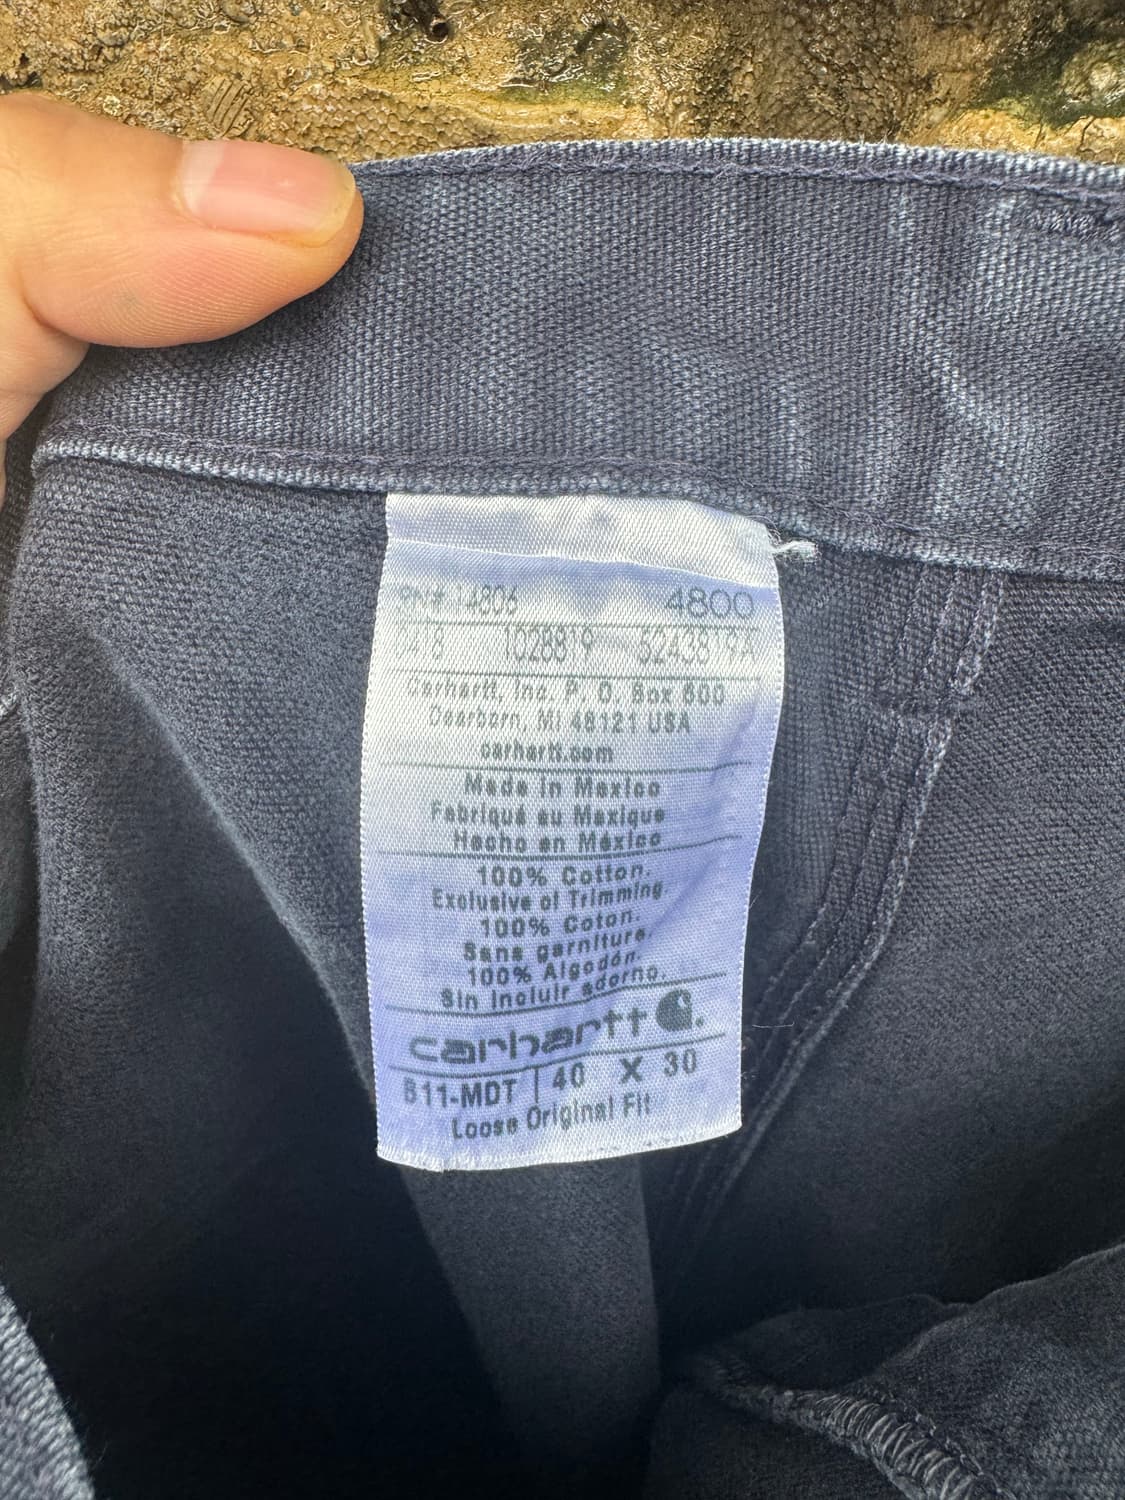 RN# 14806 4800
0416 1028819 5243819A
Carhartt, Inc. P. O. Box 600
Dearborn, MI 48121 USA
carhartt.com
Made in Mexico
Fabriqué au Mexique
Hecho en México
100% Cotton.
Exclusive of Trimming
100% Coton.
Sans garniture.
100% Algodón.
Sin incluir adorno.
carhartt
B11-MDT | 40 X 30
Loose Original Fit